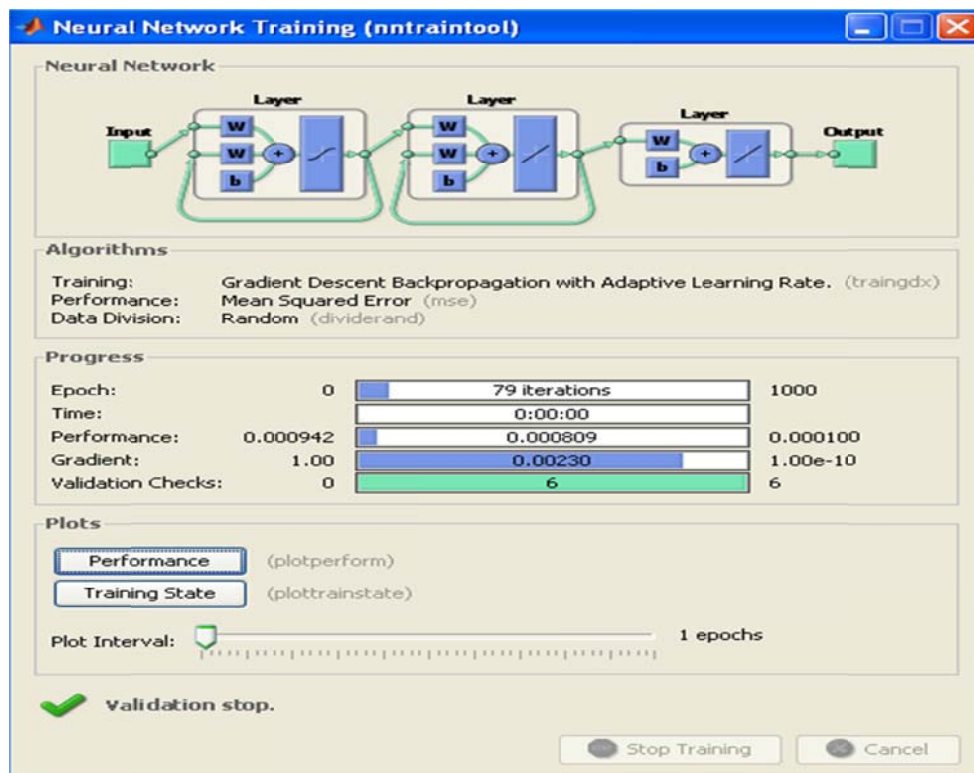 Neural Network Training (nntraintool)
Neural Network
Layer
Layer
Layer
Input
Output
W
W
b
+
W
W
b
+
W
b
+
Algorithms
Training: Gradient Descent Backpropagation with Adaptive Learning Rate. (traingdx)
Performance: Mean Squared Error (mse)
Data Division: Random (dividerand)
Progress
Epoch: 0 79 iterations 1000
Time: 0:00:00
Performance: 0.000942 0.000809 0.000100
Gradient: 1.00 0.00230 1.00e-10
Validation Checks: 0 6 6
Plots
Performance (plotperform)
Training State (plottrainstate)
Plot Interval: 1 epochs
Validation stop.
Stop Training Cancel